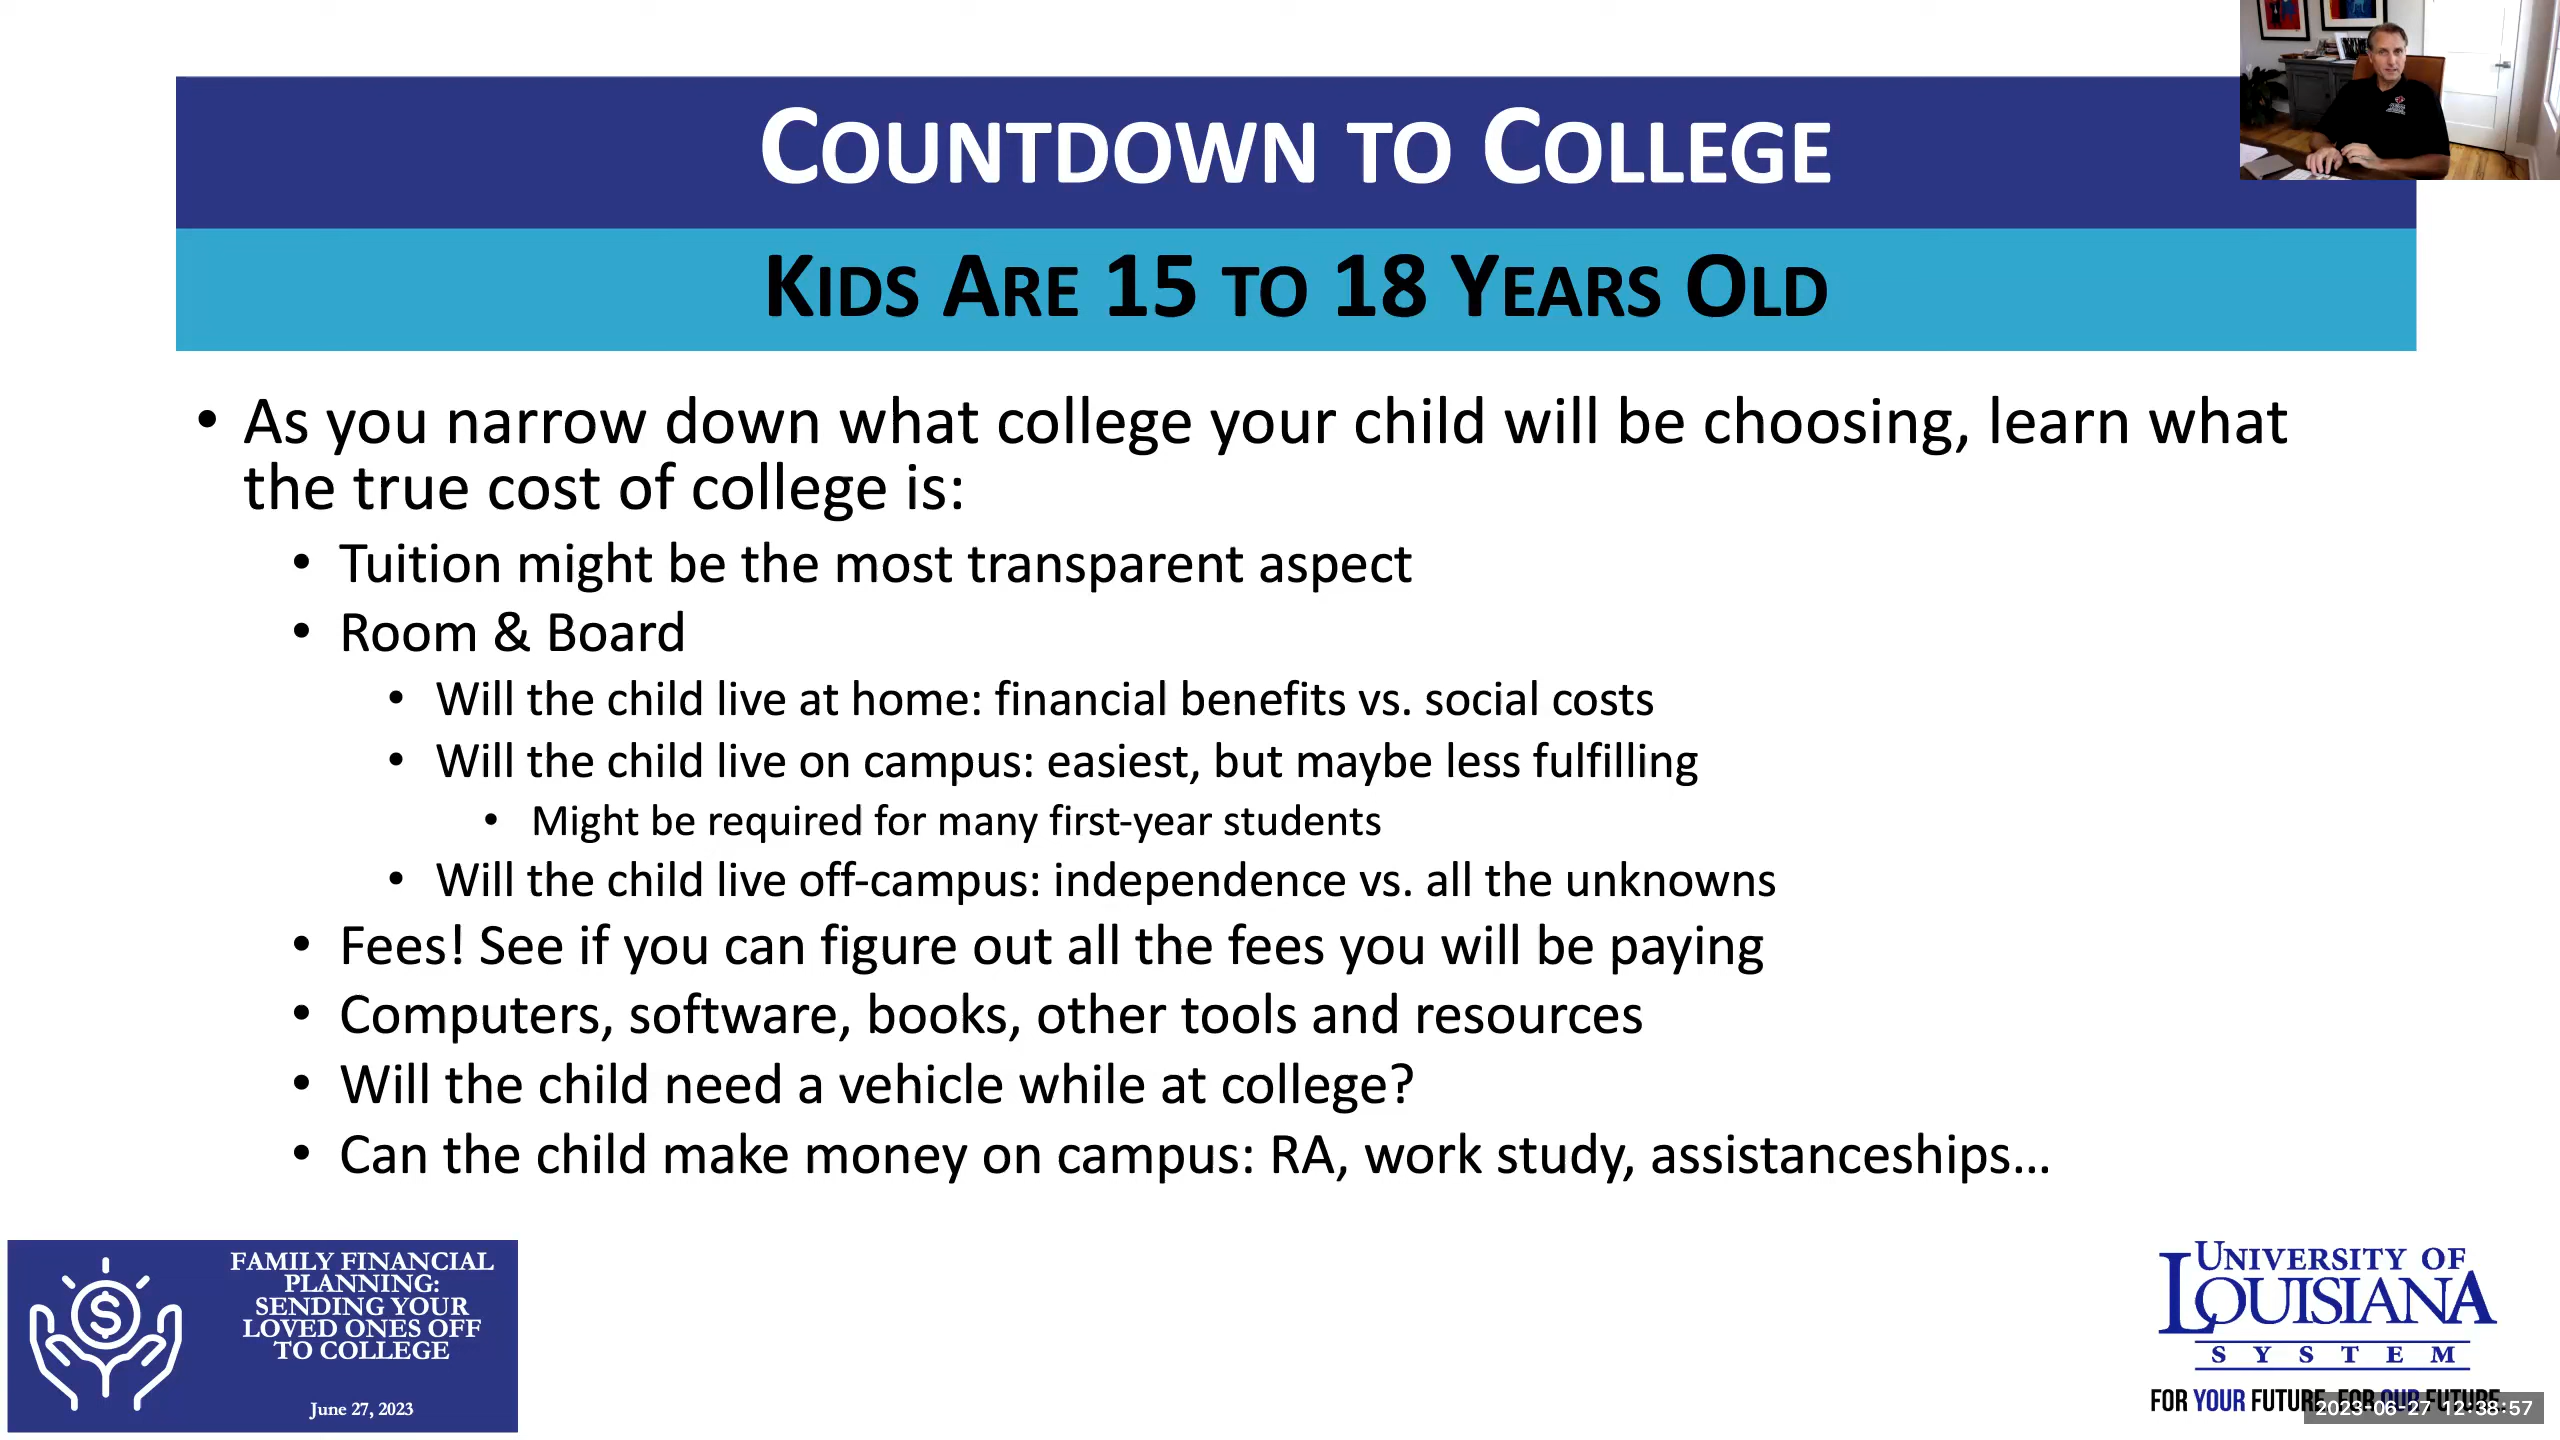 COUNTDOWN TO COLLEGE
KIDS ARE 15 TO 18 YEARS OLD
• As you narrow down what college your child will be choosing, learn what
the true cost of college is:
• Tuition might be the most transparent aspect
• Room & Board
• Will the child live at home: financial benefits vs. social costs
• Will the child live on campus: easiest, but maybe less fulfilling
• Might be required for many first-year students
• Will the child live off-campus: independence vs. all the unknowns
• Fees! See if you can figure out all the fees you will be paying
• Computers, software, books, other tools and resources
• Will the child need a vehicle while at college?
• Can the child make money on campus: RA, work study, assistanceships…
FAMILY FINANCIAL
PLANNING:
SENDING YOUR
LOVED ONES OFF
TO COLLEGE
June 27, 2023
UNIVERSITY OF
LOUISIANA
SYSTEM
FOR YOUR FUTURE. FOR OUR FUTURE.
2023-06-27 12:38:57